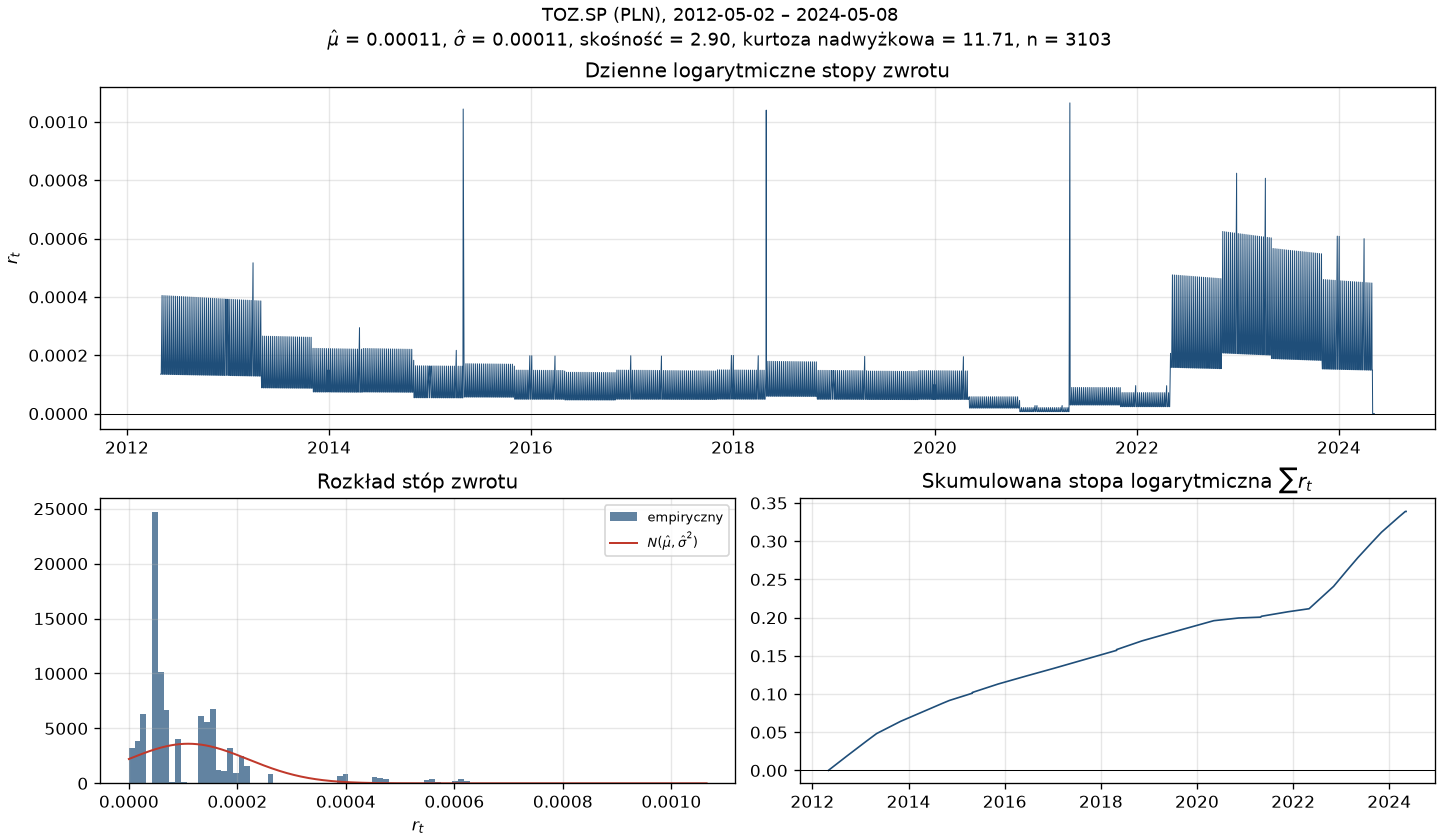 TOZ.SP (PLN), 2012-05-02 – 2024-05-08
μ̂ = 0.00011, σ̂ = 0.00011, skośność = 2.90, kurtoza nadwyżkowa = 11.71, n = 3103
Dzienne logarytmiczne stopy zwrotu
0.0010
0.0008
0.0006
0.0004
0.0002
0.0000
r_t
2012 2014 2016 2018 2020 2022 2024
Rozkład stóp zwrotu
25000
20000
15000
10000
5000
0
empiryczny
N(μ̂, σ̂²)
0.0000 0.0002 0.0004 0.0006 0.0008 0.0010
r_t
Skumulowana stopa logarytmiczna ∑r_t
0.35
0.30
0.25
0.20
0.15
0.10
0.05
0.00
2012 2014 2016 2018 2020 2022 2024